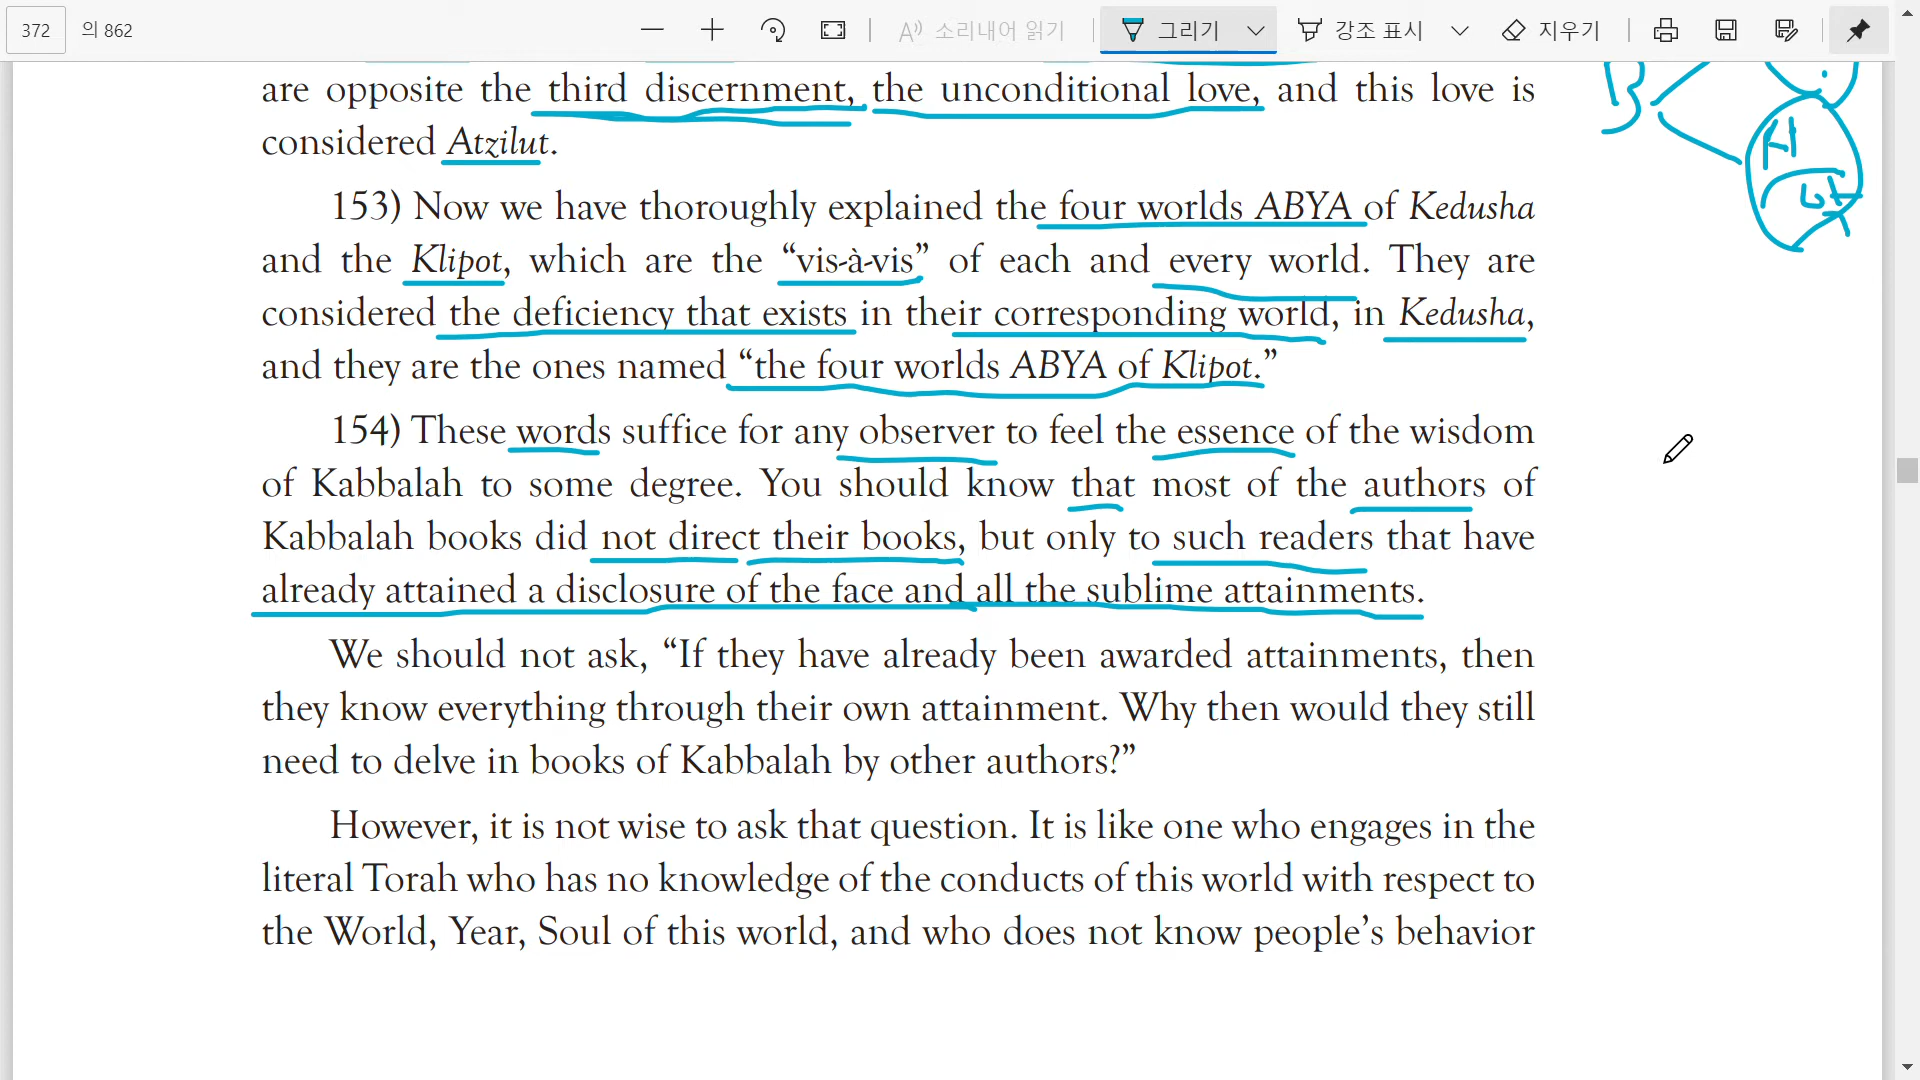 372 의 862 소리내어 읽기 그리기 강조 표시 지우기
are opposite the third discernment, the unconditional love, and this love is
considered Atzilut.
153) Now we have thoroughly explained the four worlds ABYA of Kedusha
and the Klipot, which are the “vis-à-vis” of each and every world. They are
considered the deficiency that exists in their corresponding world, in Kedusha,
and they are the ones named “the four worlds ABYA of Klipot.”
154) These words suffice for any observer to feel the essence of the wisdom
of Kabbalah to some degree. You should know that most of the authors of
Kabbalah books did not direct their books, but only to such readers that have
already attained a disclosure of the face and all the sublime attainments.
We should not ask, “If they have already been awarded attainments, then
they know everything through their own attainment. Why then would they still
need to delve in books of Kabbalah by other authors?”
However, it is not wise to ask that question. It is like one who engages in the
literal Torah who has no knowledge of the conducts of this world with respect to
the World, Year, Soul of this world, and who does not know people’s behavior